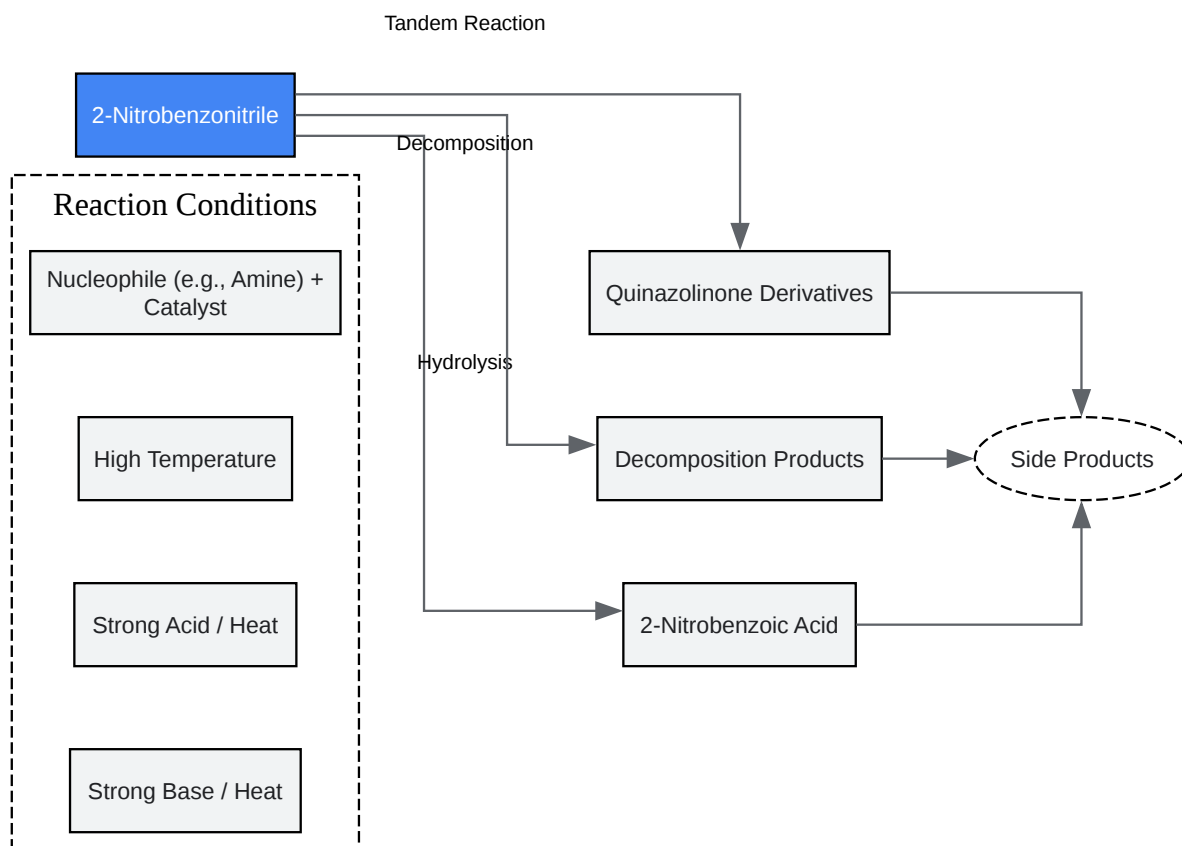 Tandem Reaction
2-Nitrobenzonitrile
Decomposition
Reaction Conditions
Nucleophile (e.g., Amine) +
Catalyst
Quinazolinone Derivatives
Hydrolysis
High Temperature
Decomposition Products
Side Products
Strong Acid / Heat
2-Nitrobenzoic Acid
Strong Base / Heat